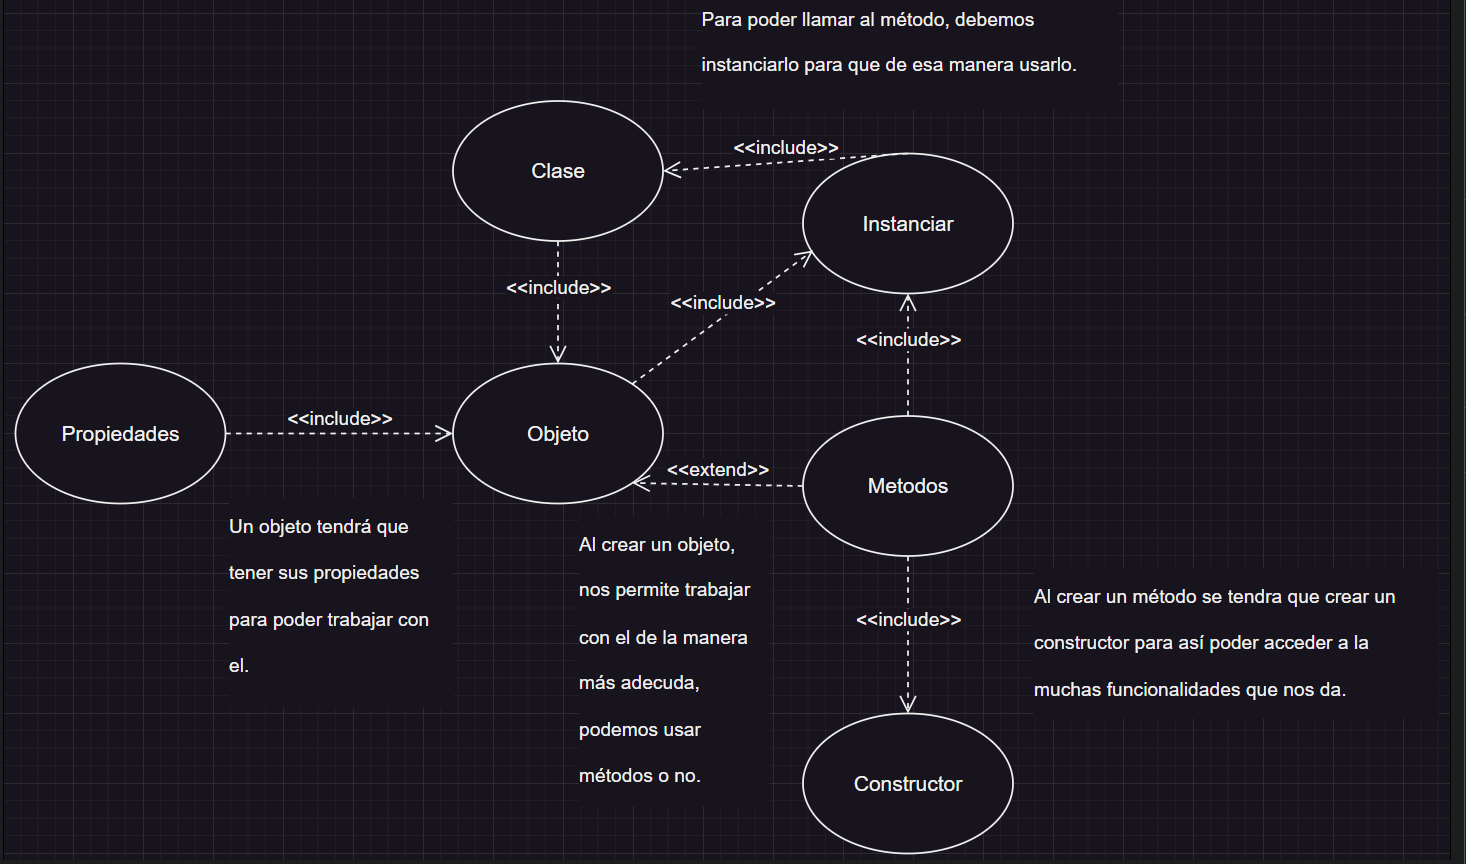 Para poder llamar al método, debemos
instanciarlo para que de esa manera usarlo.
<<include>>
Clase
Instanciar
<<include>>
<<include>>
<<include>>
<<include>>
Propiedades
Objeto
<<extend>>
Metodos
Un objeto tendrá que
tener sus propiedades
para poder trabajar con
el.
Al crear un objeto,
nos permite trabajar
con el de la manera
más adecuda,
podemos usar
métodos o no.
<<include>>
Al crear un método se tendra que crear un
constructor para así poder acceder a la
muchas funcionalidades que nos da.
Constructor